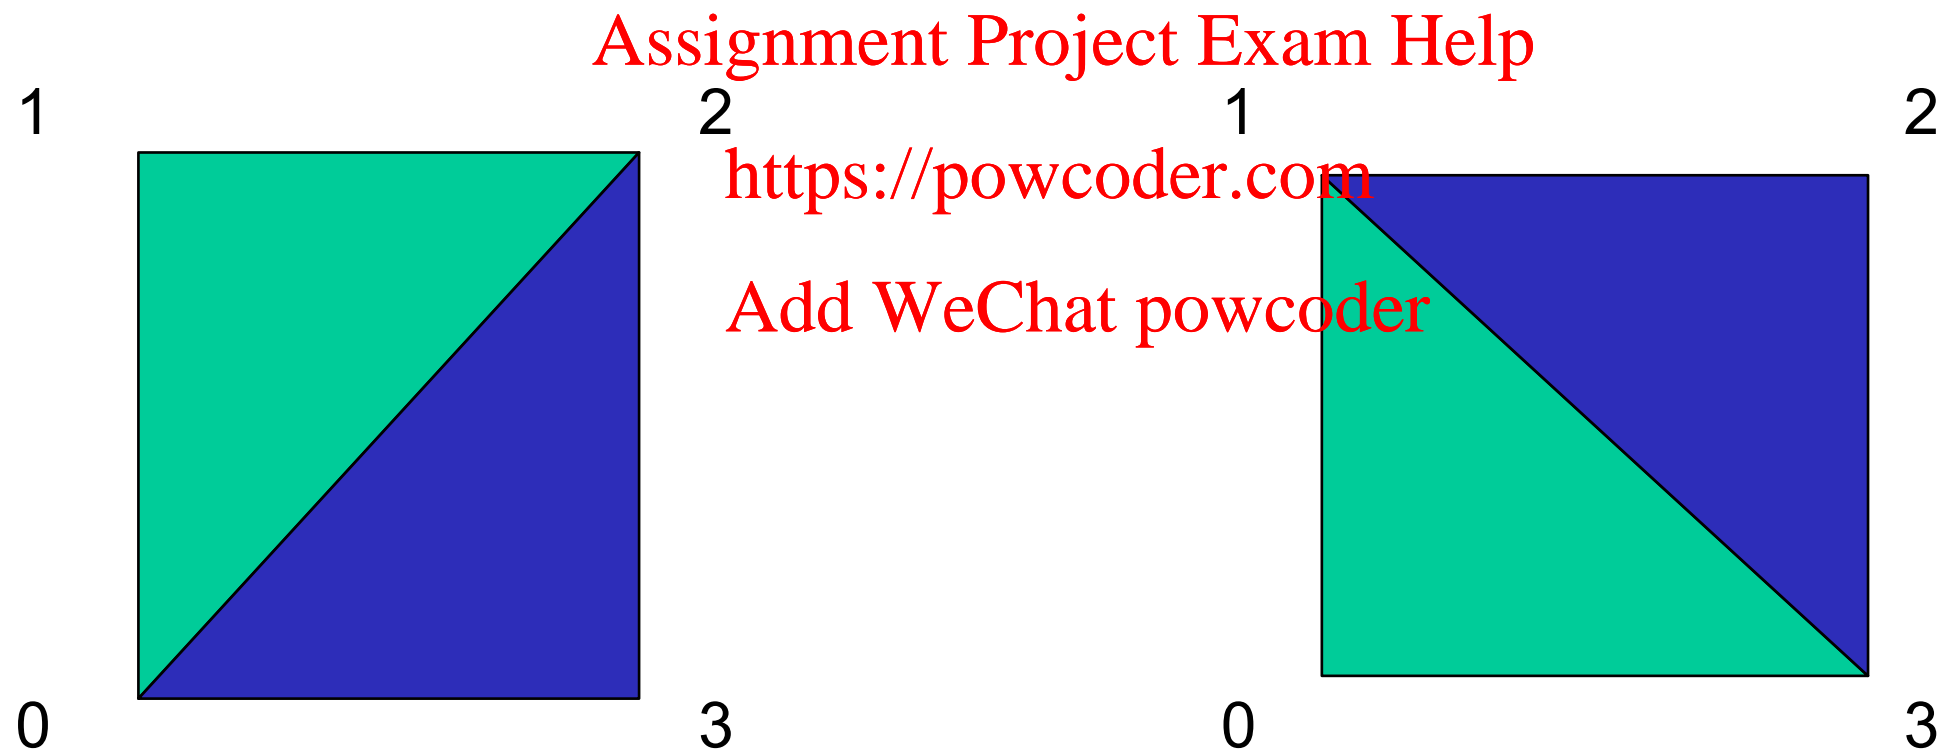 Assignment Project Exam Help
1 2 1 2
https://powcoder.com
Add WeChat powcoder
0 3 0 3